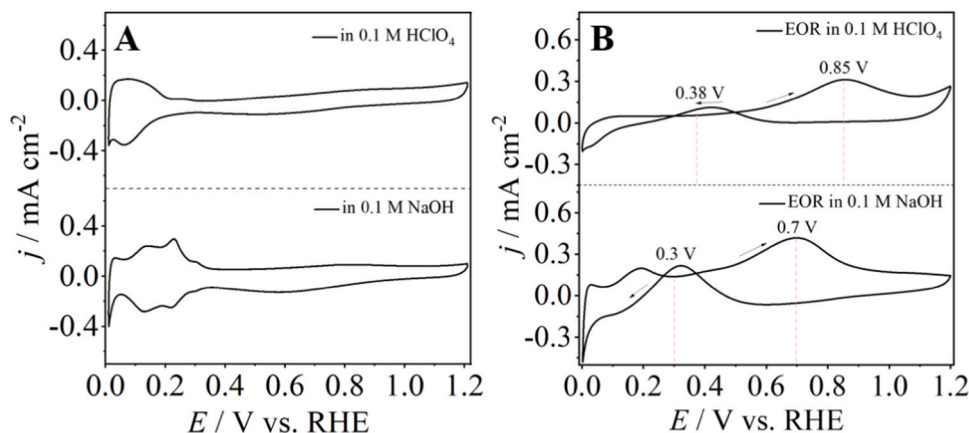 A
in 0.1 M HClO4
0.4
0.0
-0.4
in 0.1 M NaOH
0.4
0.0
-0.4
j / mA cm-2
0.0 0.2 0.4 0.6 0.8 1.0 1.2
E / V vs. RHE
B
EOR in 0.1 M HClO4
0.6
0.3
0.0
-0.3
0.38 V
0.85 V
EOR in 0.1 M NaOH
0.6
0.3
0.0
-0.3
0.3 V
0.7 V
j / mA cm-2
0.0 0.2 0.4 0.6 0.8 1.0 1.2
E / V vs. RHE